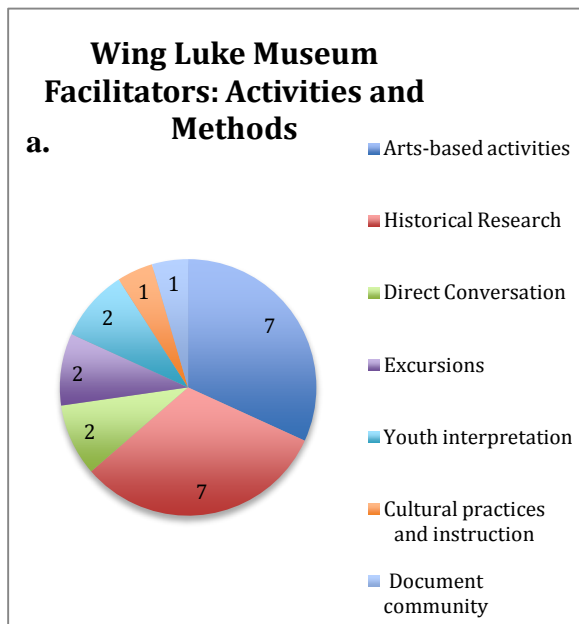 Wing Luke Museum
Facilitators: Activities and
Methods
a.
Arts-based activities
Historical Research
Direct Conversation
Excursions
Youth interpretation
Cultural practices
and instruction
Document
community
7
7
2
2
2
1
1